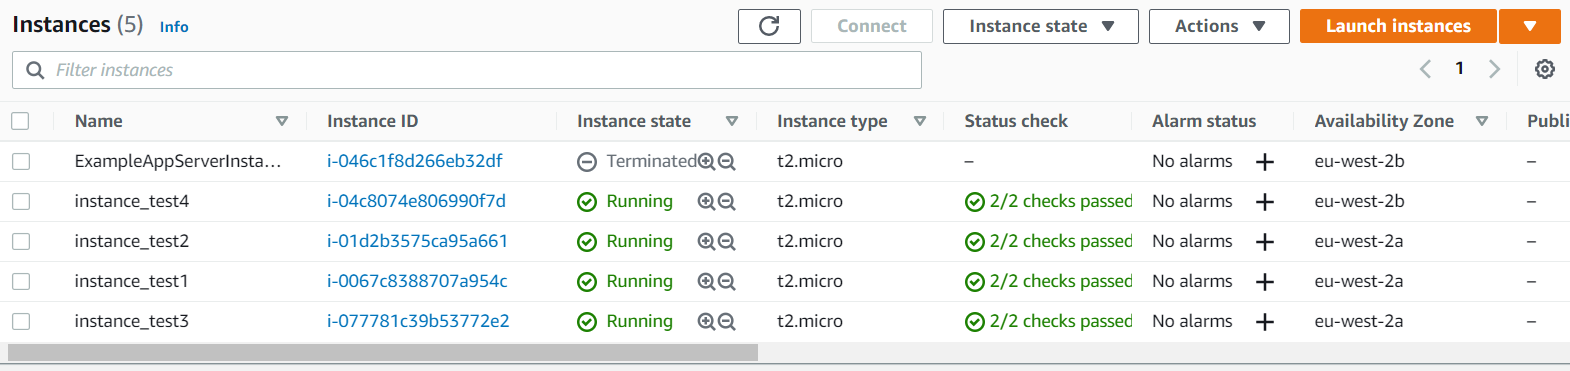 Instances (5) Info Connect Instance state Actions Launch instances
Filter instances 1
Name Instance ID Instance state Instance type Status check Alarm status Availability Zone Publi
ExampleAppServerInsta... i-046c1f8d266eb32df Terminated t2.micro – No alarms + eu-west-2b –
instance_test4 i-04c8074e806990f7d Running t2.micro 2/2 checks passed No alarms + eu-west-2b –
instance_test2 i-01d2b3575ca95a661 Running t2.micro 2/2 checks passed No alarms + eu-west-2a –
instance_test1 i-0067c8388707a954c Running t2.micro 2/2 checks passed No alarms + eu-west-2a –
instance_test3 i-077781c39b53772e2 Running t2.micro 2/2 checks passed No alarms + eu-west-2a –